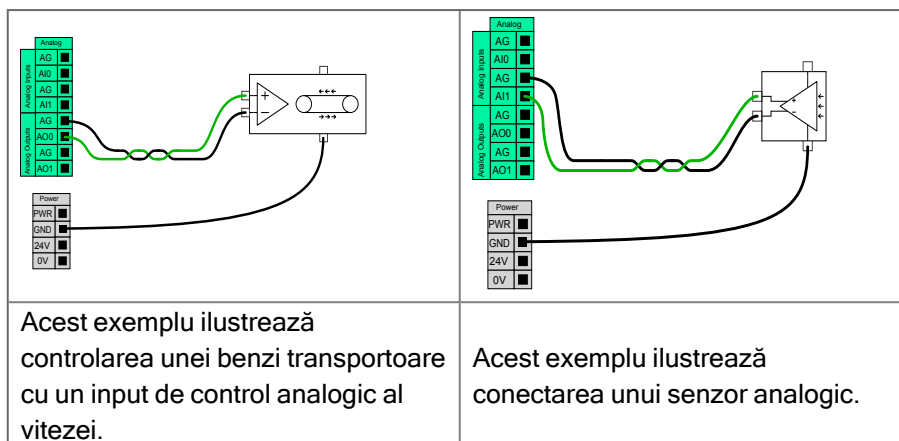 Analog
AG
AI0
AG
AI1
AG
AO0
AG
AO1
Analog Inputs
Analog Outputs
+
−
Power
PWR
GND
24V
0V
Analog
AG
AI0
AG
AI1
AG
AO0
AG
AO1
Analog Inputs
Analog Outputs
+
-
Power
PWR
GND
24V
0V
Acest exemplu ilustrează
controlarea unei benzi transportoare
cu un input de control analogic al
vitezei.
Acest exemplu ilustrează
conectarea unui senzor analogic.